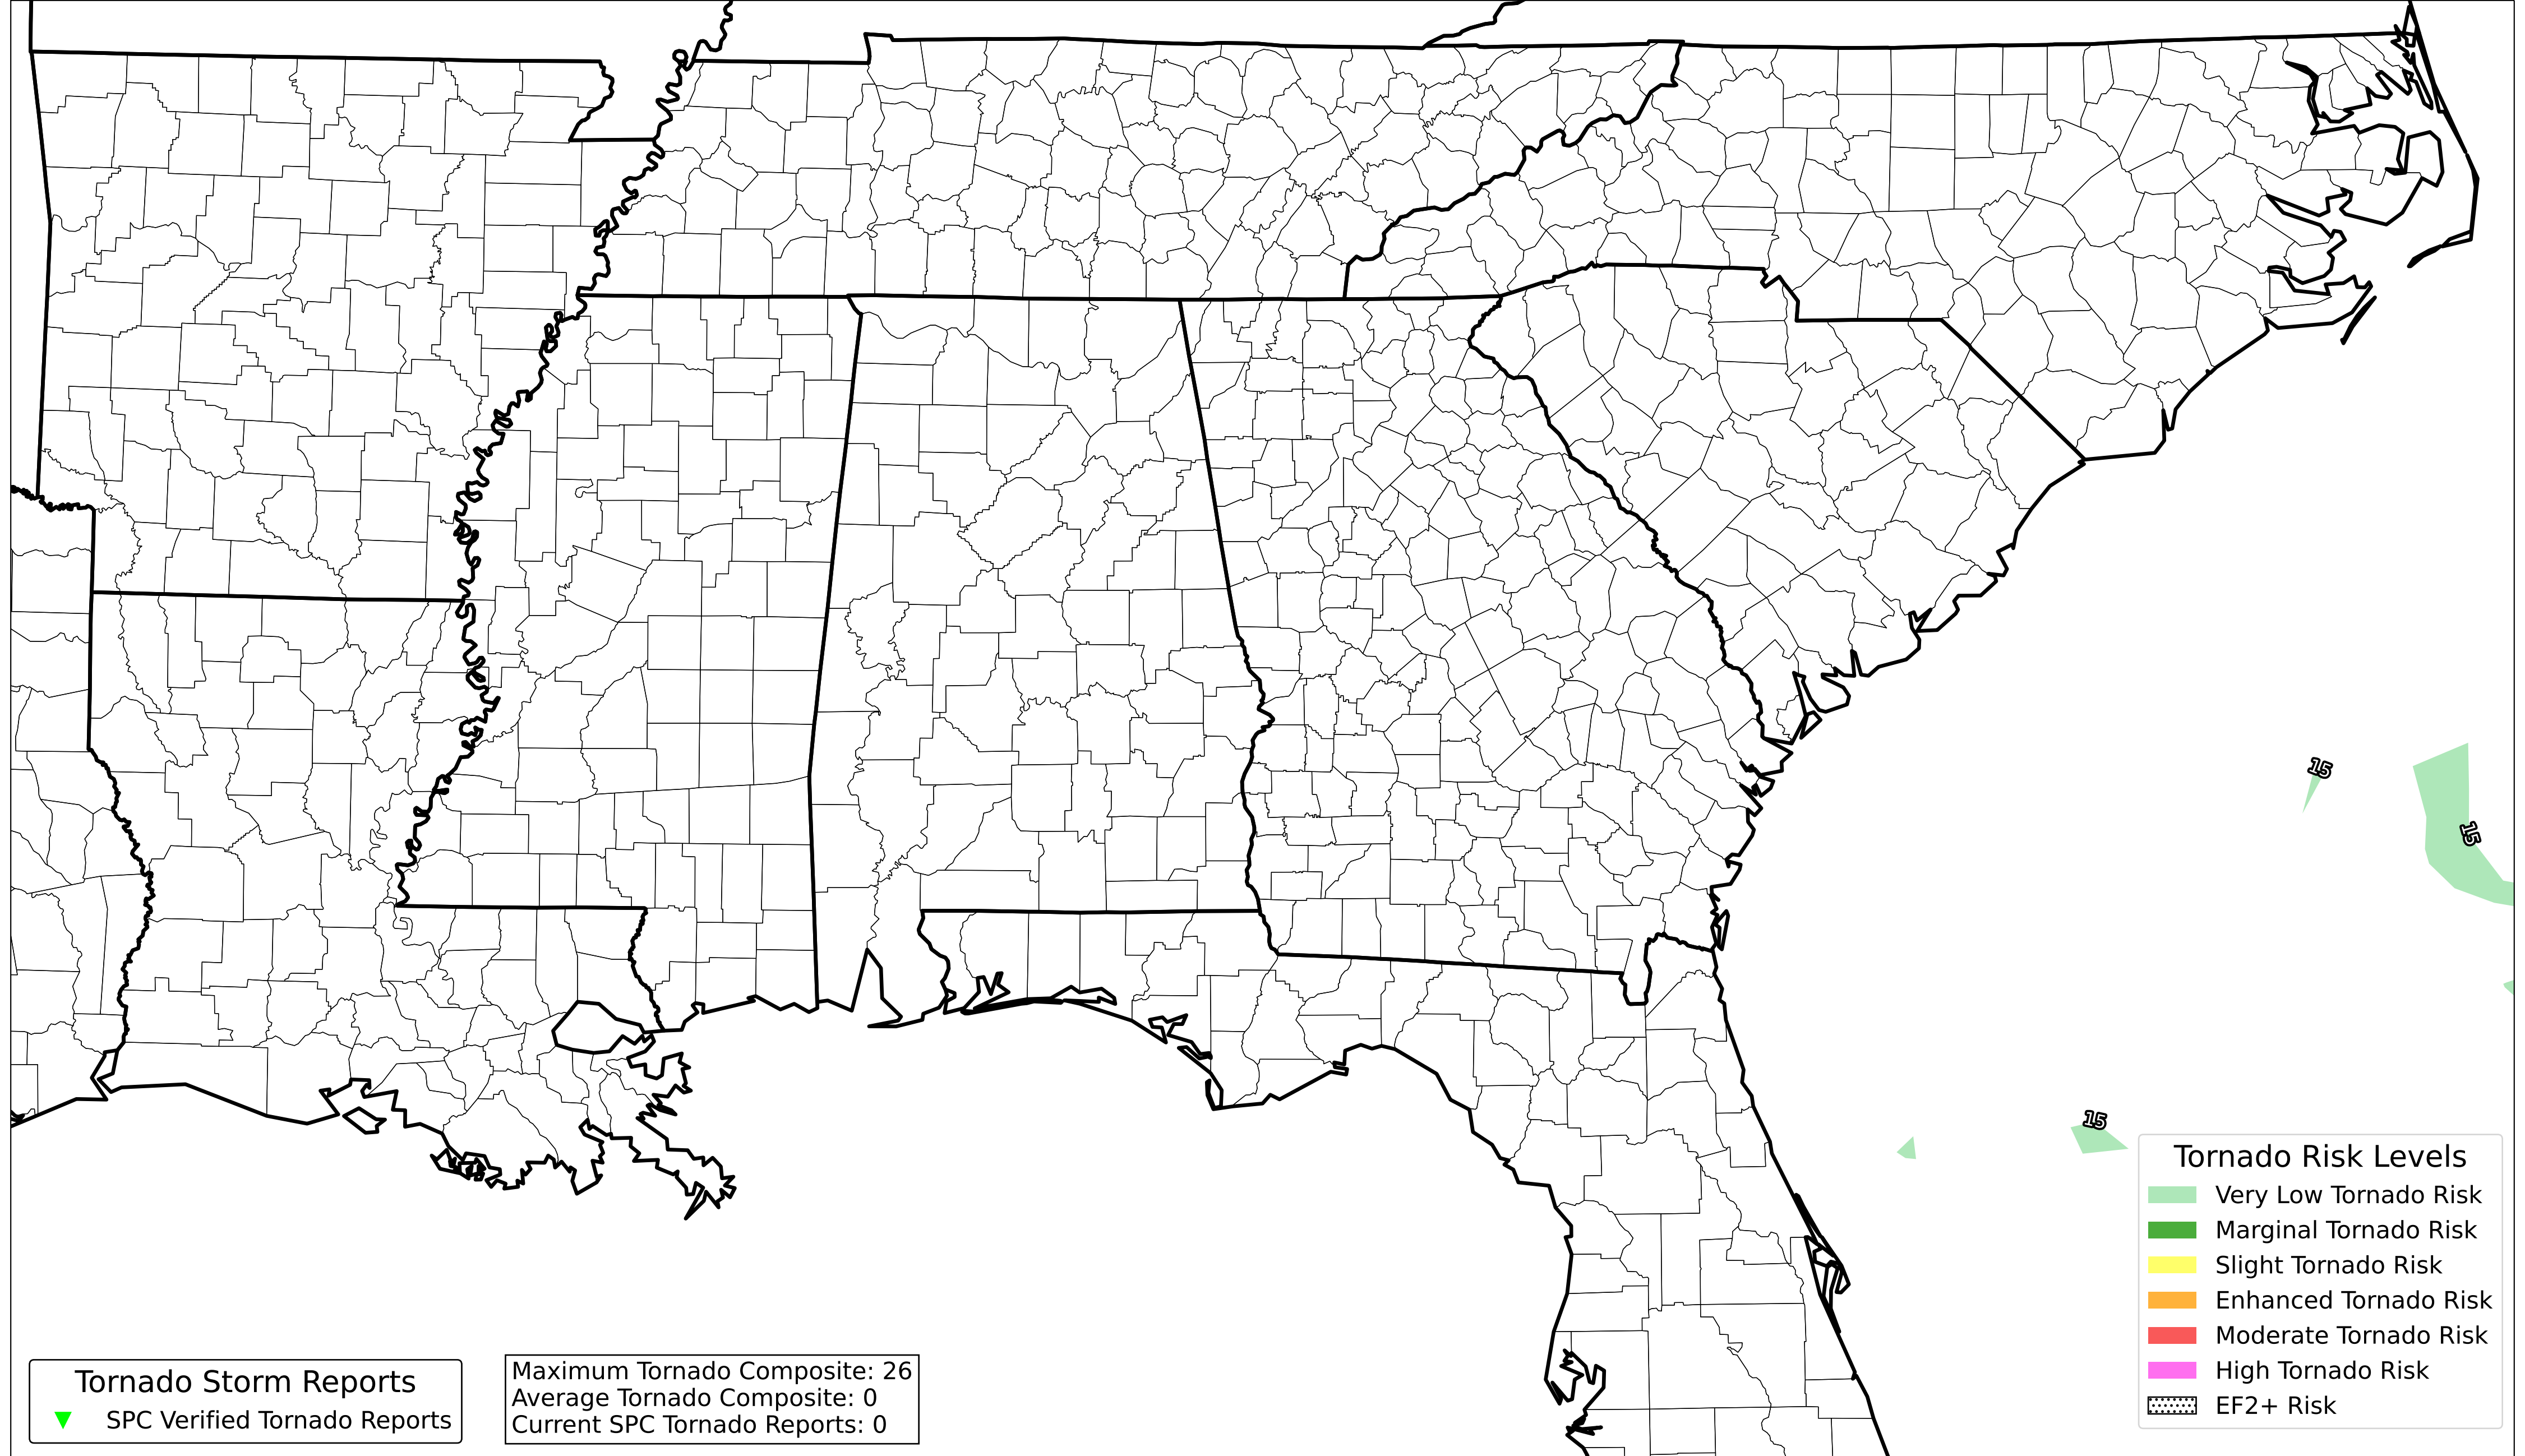 15
15
15
Tornado Risk Levels
Very Low Tornado Risk
Marginal Tornado Risk
Slight Tornado Risk
Enhanced Tornado Risk
Moderate Tornado Risk
High Tornado Risk
EF2+ Risk
Tornado Storm Reports
SPC Verified Tornado Reports
Maximum Tornado Composite: 26
Average Tornado Composite: 0
Current SPC Tornado Reports: 0